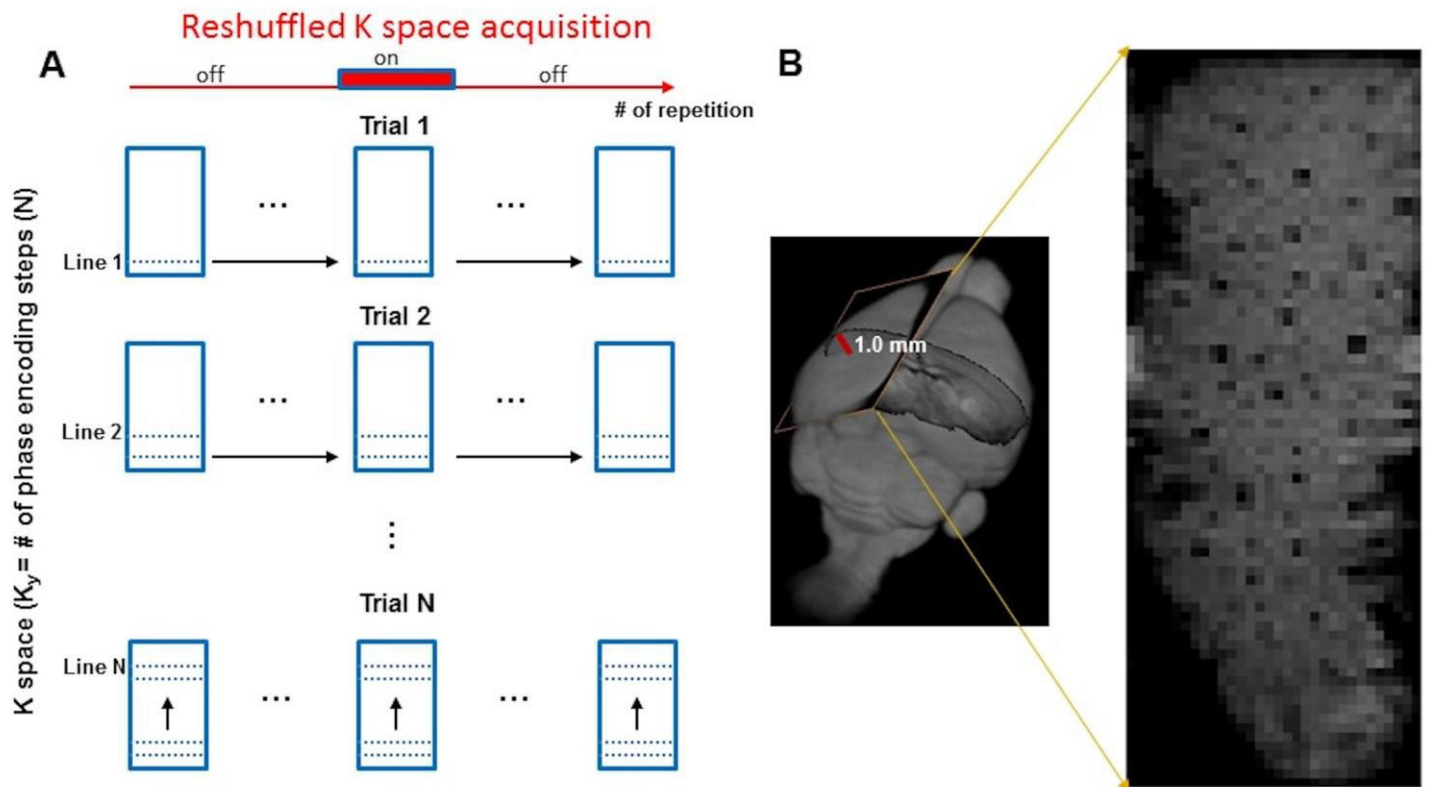 Reshuffled K space acquisition
A
off
on
off
# of repetition
Trial 1
...
...
Line 1
Trial 2
...
...
Line 2
⋮
Trial N
Line N
...
...
K space (Ky= # of phase encoding steps (N)
B
1.0 mm